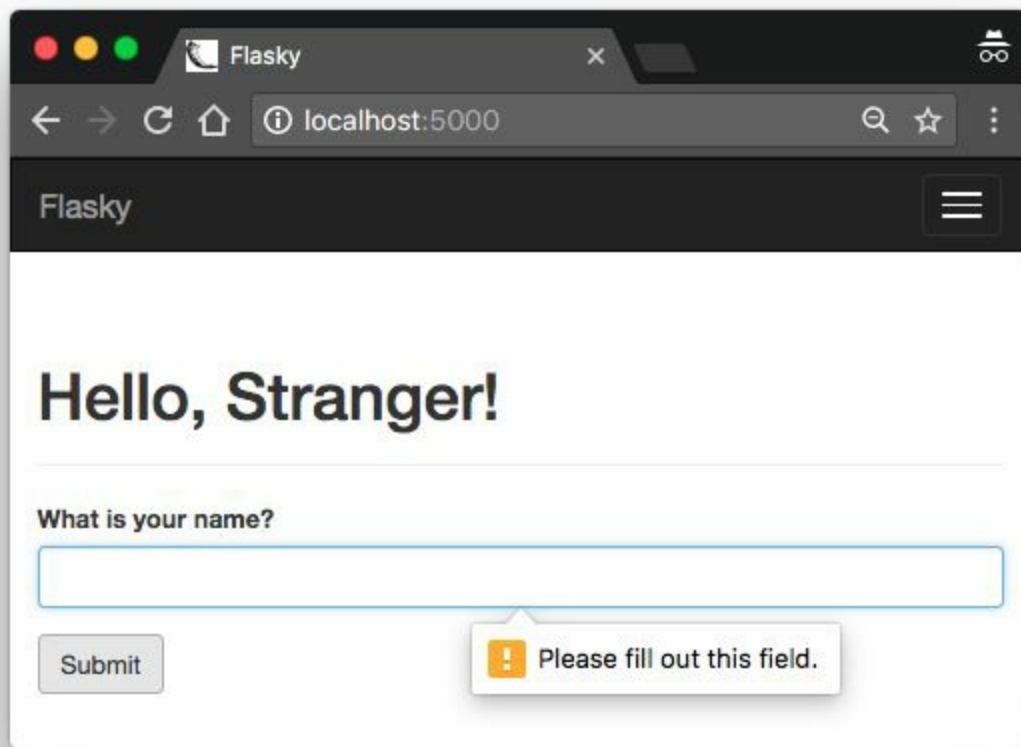 Flasky
localhost:5000
Flasky
Hello, Stranger!
What is your name?
Please fill out this field.
Submit